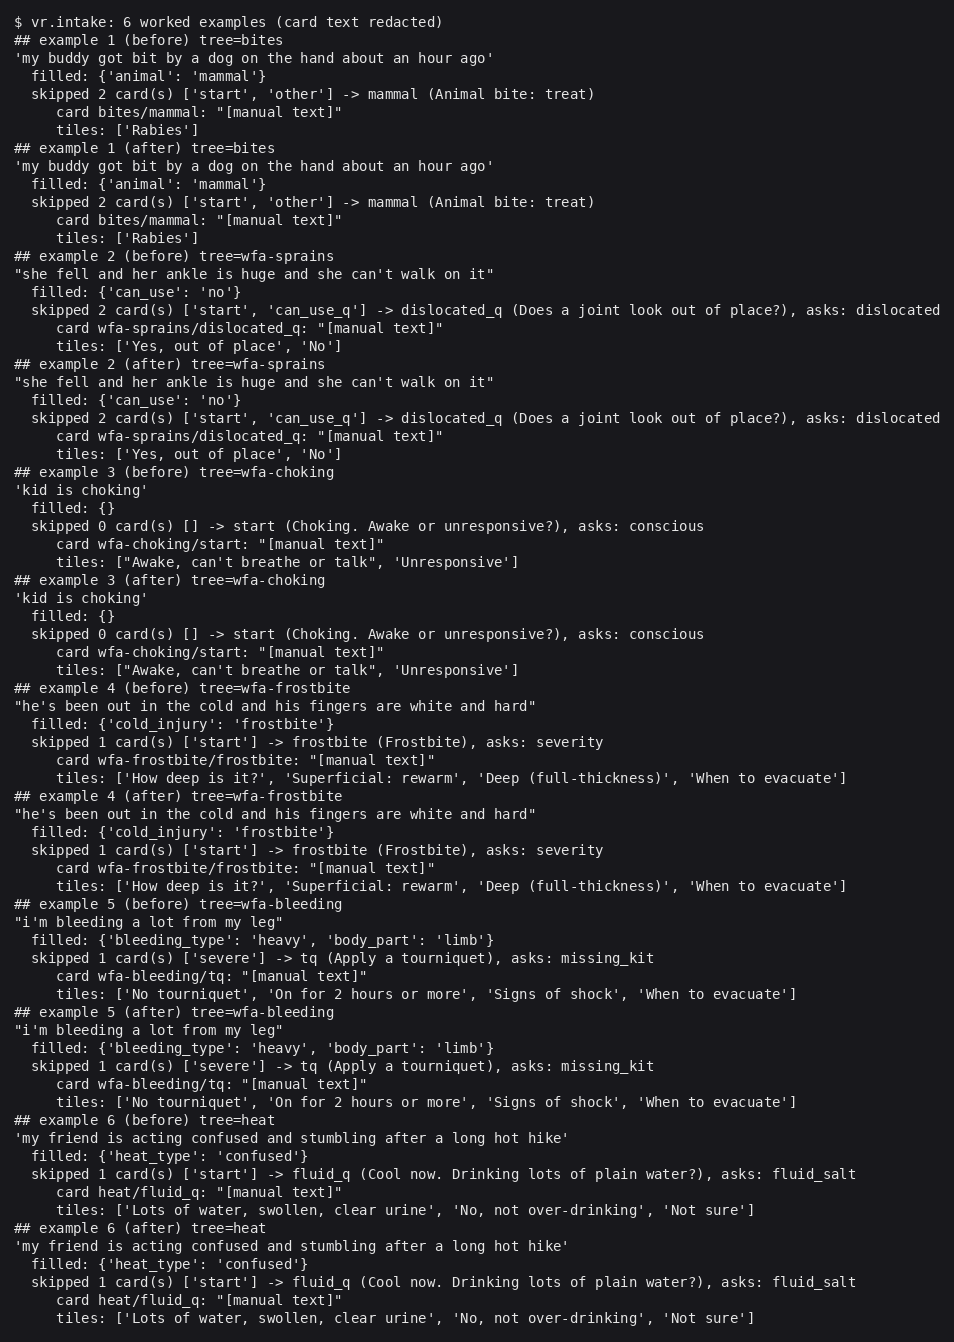 $ vr.intake: 6 worked examples (card text redacted)
## example 1 (before) tree=bites
'my buddy got bit by a dog on the hand about an hour ago'
  filled: {'animal': 'mammal'}
  skipped 2 card(s) ['start', 'other'] -> mammal (Animal bite: treat)
     card bites/mammal: "[manual text]"
     tiles: ['Rabies']
## example 1 (after) tree=bites
'my buddy got bit by a dog on the hand about an hour ago'
  filled: {'animal': 'mammal'}
  skipped 2 card(s) ['start', 'other'] -> mammal (Animal bite: treat)
     card bites/mammal: "[manual text]"
     tiles: ['Rabies']
## example 2 (before) tree=wfa-sprains
"she fell and her ankle is huge and she can't walk on it"
  filled: {'can_use': 'no'}
  skipped 2 card(s) ['start', 'can_use_q'] -> dislocated_q (Does a joint look out of place?), asks: dislocated
     card wfa-sprains/dislocated_q: "[manual text]"
     tiles: ['Yes, out of place', 'No']
## example 2 (after) tree=wfa-sprains
"she fell and her ankle is huge and she can't walk on it"
  filled: {'can_use': 'no'}
  skipped 2 card(s) ['start', 'can_use_q'] -> dislocated_q (Does a joint look out of place?), asks: dislocated
     card wfa-sprains/dislocated_q: "[manual text]"
     tiles: ['Yes, out of place', 'No']
## example 3 (before) tree=wfa-choking
'kid is choking'
  filled: {}
  skipped 0 card(s) [] -> start (Choking. Awake or unresponsive?), asks: conscious
     card wfa-choking/start: "[manual text]"
     tiles: ["Awake, can't breathe or talk", 'Unresponsive']
## example 3 (after) tree=wfa-choking
'kid is choking'
  filled: {}
  skipped 0 card(s) [] -> start (Choking. Awake or unresponsive?), asks: conscious
     card wfa-choking/start: "[manual text]"
     tiles: ["Awake, can't breathe or talk", 'Unresponsive']
## example 4 (before) tree=wfa-frostbite
"he's been out in the cold and his fingers are white and hard"
  filled: {'cold_injury': 'frostbite'}
  skipped 1 card(s) ['start'] -> frostbite (Frostbite), asks: severity
     card wfa-frostbite/frostbite: "[manual text]"
     tiles: ['How deep is it?', 'Superficial: rewarm', 'Deep (full-thickness)', 'When to evacuate']
## example 4 (after) tree=wfa-frostbite
"he's been out in the cold and his fingers are white and hard"
  filled: {'cold_injury': 'frostbite'}
  skipped 1 card(s) ['start'] -> frostbite (Frostbite), asks: severity
     card wfa-frostbite/frostbite: "[manual text]"
     tiles: ['How deep is it?', 'Superficial: rewarm', 'Deep (full-thickness)', 'When to evacuate']
## example 5 (before) tree=wfa-bleeding
"i'm bleeding a lot from my leg"
  filled: {'bleeding_type': 'heavy', 'body_part': 'limb'}
  skipped 1 card(s) ['severe'] -> tq (Apply a tourniquet), asks: missing_kit
     card wfa-bleeding/tq: "[manual text]"
     tiles: ['No tourniquet', 'On for 2 hours or more', 'Signs of shock', 'When to evacuate']
## example 5 (after) tree=wfa-bleeding
"i'm bleeding a lot from my leg"
  filled: {'bleeding_type': 'heavy', 'body_part': 'limb'}
  skipped 1 card(s) ['severe'] -> tq (Apply a tourniquet), asks: missing_kit
     card wfa-bleeding/tq: "[manual text]"
     tiles: ['No tourniquet', 'On for 2 hours or more', 'Signs of shock', 'When to evacuate']
## example 6 (before) tree=heat
'my friend is acting confused and stumbling after a long hot hike'
  filled: {'heat_type': 'confused'}
  skipped 1 card(s) ['start'] -> fluid_q (Cool now. Drinking lots of plain water?), asks: fluid_salt
     card heat/fluid_q: "[manual text]"
     tiles: ['Lots of water, swollen, clear urine', 'No, not over-drinking', 'Not sure']
## example 6 (after) tree=heat
'my friend is acting confused and stumbling after a long hot hike'
  filled: {'heat_type': 'confused'}
  skipped 1 card(s) ['start'] -> fluid_q (Cool now. Drinking lots of plain water?), asks: fluid_salt
     card heat/fluid_q: "[manual text]"
     tiles: ['Lots of water, swollen, clear urine', 'No, not over-drinking', 'Not sure']